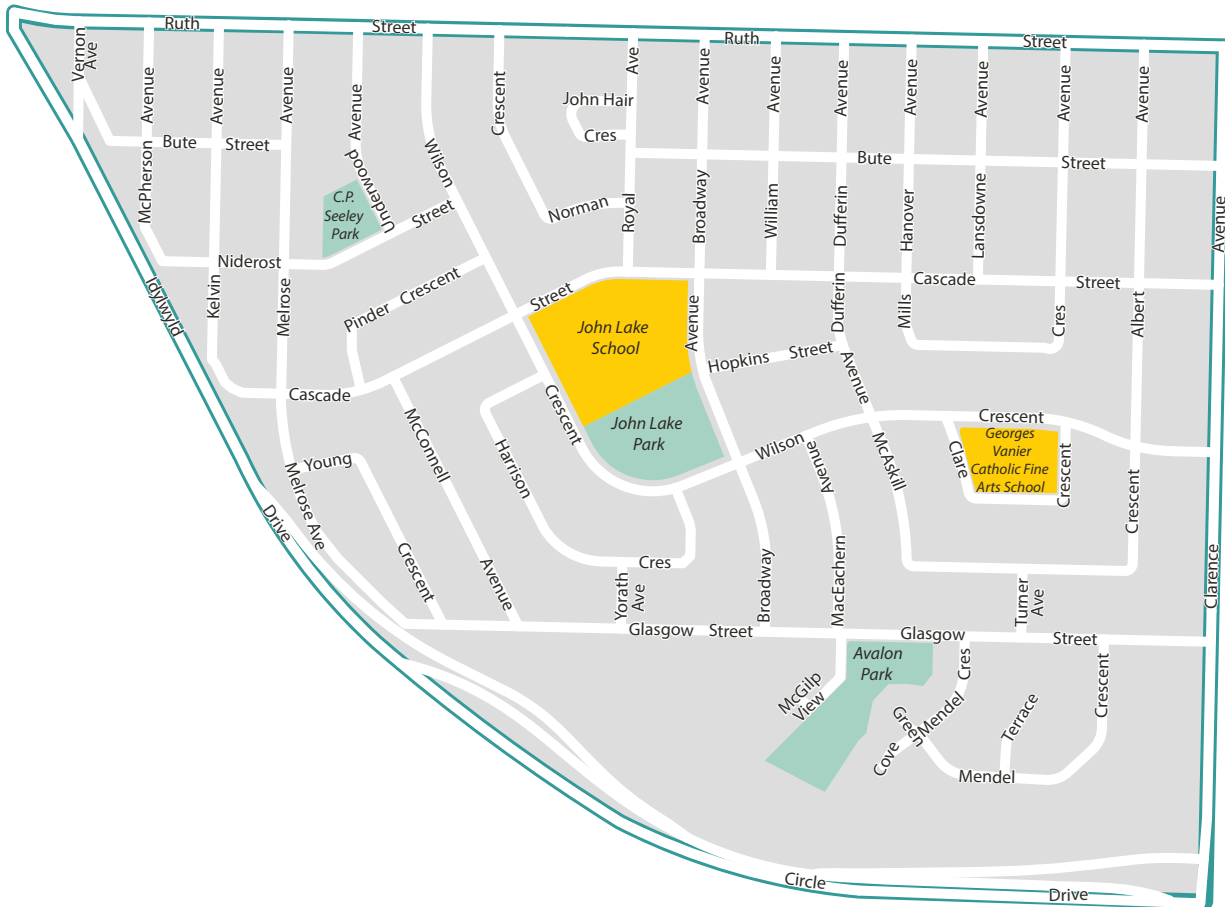 Ruth
Street
Ruth
Street
Vernon
Ave
Avenue
Avenue
Avenue
Avenue
Crescent
Ave
Avenue
Avenue
Avenue
Avenue
Avenue
Avenue
Avenue
John Hair
Cres
Bute
Street
Wilson
Underwood
Bute
Street
McPherson
C.P.
Seeley
Park
Street
Norman
Royal
Broadway
William
Dufferin
Hanover
Lansdowne
Avenue
Niderost
Idylwyld
Kelvin
Melrose
Pinder
Crescent
Street
Cascade
Street
John Lake
School
Avenue
Dufferin
Mills
Cres
Albert
Hopkins
Street
Avenue
Cascade
McConnell
Crescent
John Lake
Park
Wilson
Crescent
Georges
Vanier
Catholic Fine
Arts School
Young
Melrose Ave
Harrison
Avenue
McAskill
Clare
Crescent
Crescent
Drive
Crescent
Avenue
Cres
Yorath
Ave
Broadway
MacEachern
Turner
Ave
Clarence
Glasgow
Street
Glasgow
Street
Avalon
Park
Cres
Crescent
McGilp
View
Mendel
Green
Cove
Terrace
Mendel
Circle
Drive